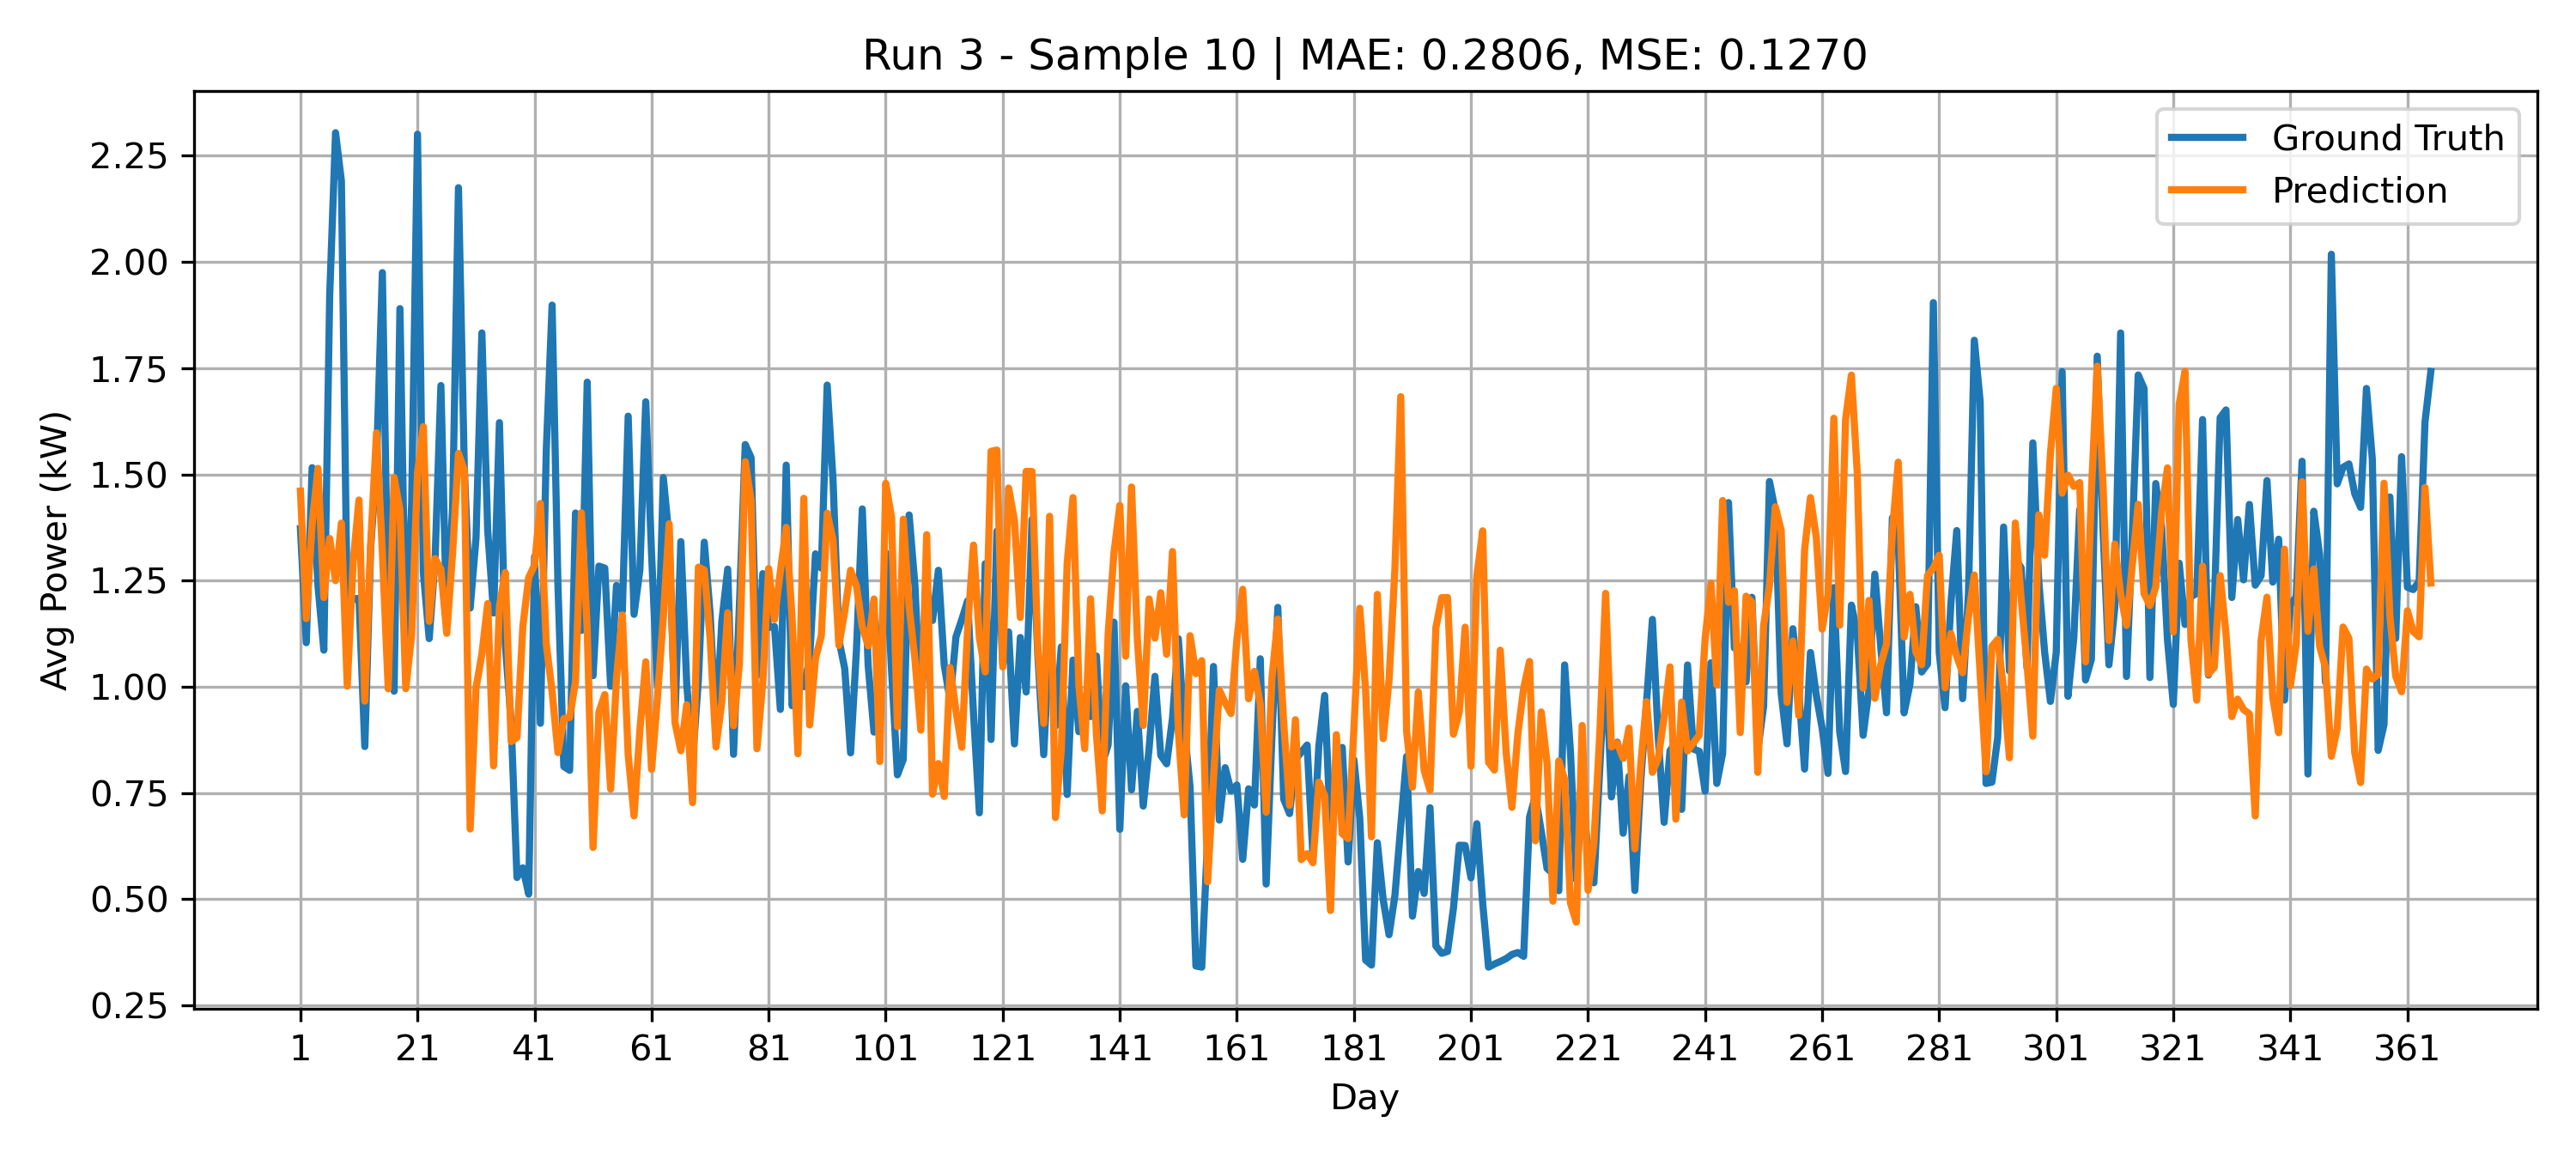 Run 3 - Sample 10 | MAE: 0.2806, MSE: 0.1270
Ground Truth
Prediction
Avg Power (kW)
2.25
2.00
1.75
1.50
1.25
1.00
0.75
0.50
0.25
1 21 41 61 81 101 121 141 161 181 201 221 241 261 281 301 321 341 361
Day